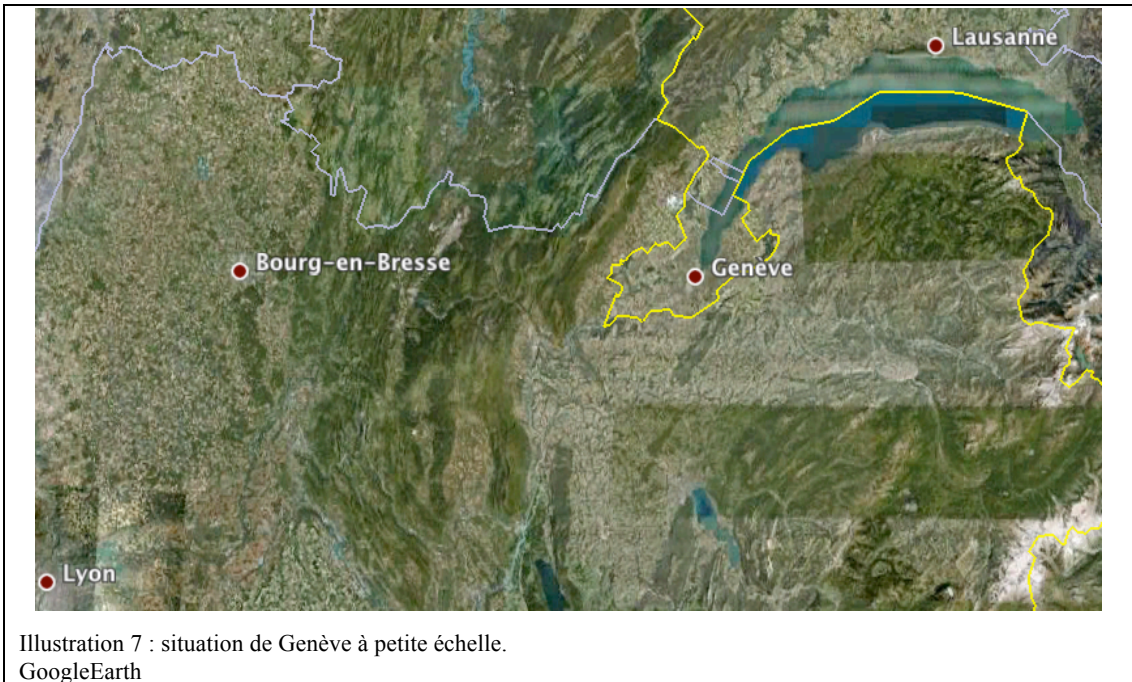 Lausanne
Bourg-en-Bresse
Genève
Lyon
Illustration 7 : situation de Genève à petite échelle.
GoogleEarth